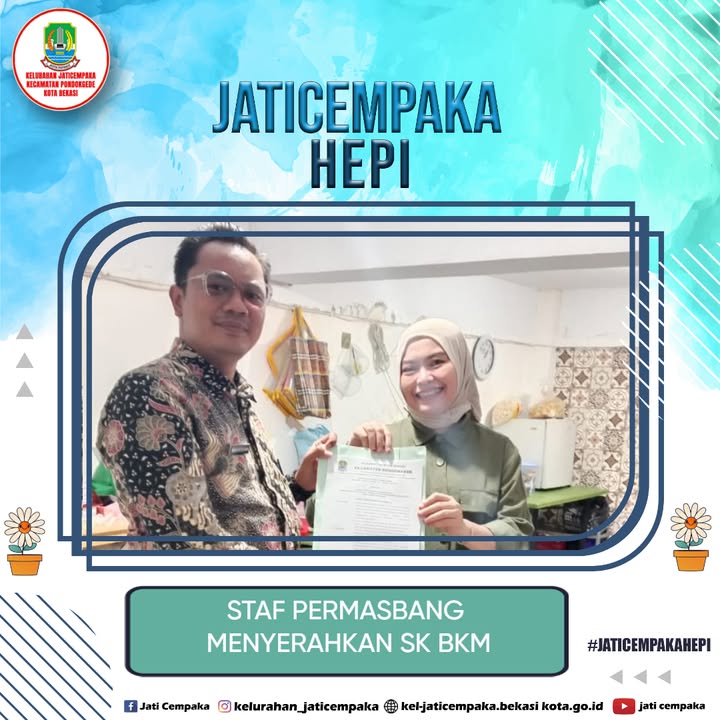 KELURAHAN JATICEMPAKA
KECAMATAN PONDOKGEDE
KOTA BEKASI
JATICEMPAKA
HEPI
STAF PERMASBANG
MENYERAHKAN SK BKM
#JATICEMPAKAHEPI
Jati Cempaka kelurahan_jaticempaka kel-jaticempaka.bekasi kota.go.id jati cempaka